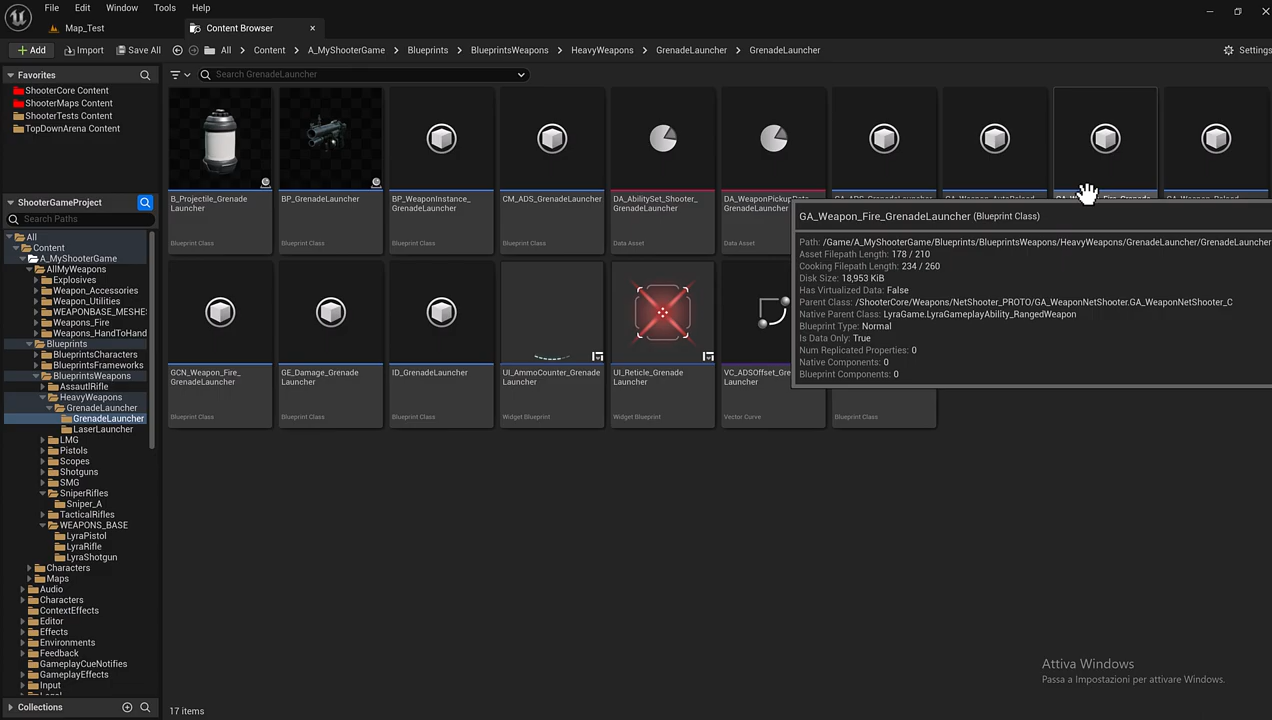 File Edit Window Tools Help
Map_Test
Content Browser
Add Import Save All All Content A_MyShooterGame Blueprints BlueprintsWeapons HeavyWeapons GrenadeLauncher GrenadeLauncher Settings
Favorites
ShooterCore Content
ShooterMaps Content
ShooterTests Content
TopDownArena Content
ShooterGameProject
Search Paths
All
Content
A_MyShooterGame
AllMyWeapons
Explosives
Weapon_Accessories
Weapon_Utilities
WEAPONBASE_MESHE
Weapons_Fire
Weapons_HandToHand
Blueprints
BlueprintsCharacters
BlueprintsFrameworks
BlueprintsWeapons
AssautlRifle
HeavyWeapons
GrenadeLauncher
GrenadeLauncher
LaserLauncher
LMG
Pistols
Scopes
Shotguns
SMG
SniperRifles
Sniper_A
TacticalRifles
WEAPONS_BASE
LyraPistol
LyraRifle
LyraShotgun
Characters
Maps
Audio
Characters
ContextEffects
Editor
Effects
Environments
Feedback
GameplayCueNotifies
GameplayEffects
Input
Collections
Search GrenadeLauncher
B_Projectile_Grenade
Launcher
Blueprint Class
BP_GrenadeLauncher
Blueprint Class
BP_WeaponInstance_
GrenadeLauncher
Blueprint Class
CM_ADS_GrenadeLauncher
Blueprint Class
DA_AbilitySet_Shooter_
GrenadeLauncher
Data Asset
Data Asset
GA_Weapon_Fire_GrenadeLauncher (Blueprint Class)
Path: /Game/A_MyShooterGame/Blueprints/BlueprintsWeapons/HeavyWeapons/GrenadeLauncher/GrenadeLauncher
Asset Filepath Length: 178 / 210
Cooking Filepath Length: 234 / 260
Disk Size: 18,953 KiB
Has Virtualized Data: False
Parent Class: /ShooterCore/Weapons/NetShooter_PROTO/GA_WeaponNetShooter.GA_WeaponNetShooter_C
Native Parent Class: LyraGame.LyraGameplayAbility_RangedWeapon
Blueprint Type: Normal
Is Data Only: True
Num Replicated Properties: 0
Native Components: 0
Blueprint Components: 0
GCN_Weapon_Fire_
GrenadeLauncher
Blueprint Class
GE_Damage_Grenade
Launcher
Blueprint Class
ID_GrenadeLauncher
Blueprint Class
UI_AmmoCounter_Grenade
Launcher
Widget Blueprint
UI_Reticle_Grenade
Launcher
Widget Blueprint
VC_ADSOffset_Gre
Launcher
Vector Curve
Blueprint Class
17 items
Attiva Windows
Passa a Impostazioni per attivare Windows.